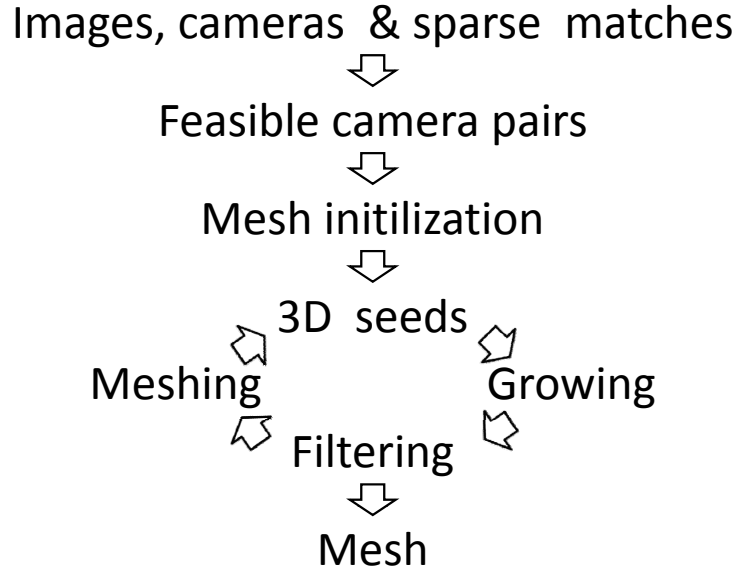 Images, cameras & sparse matches
Feasible camera pairs
Mesh initilization
3D seeds
Meshing
Growing
Filtering
Mesh